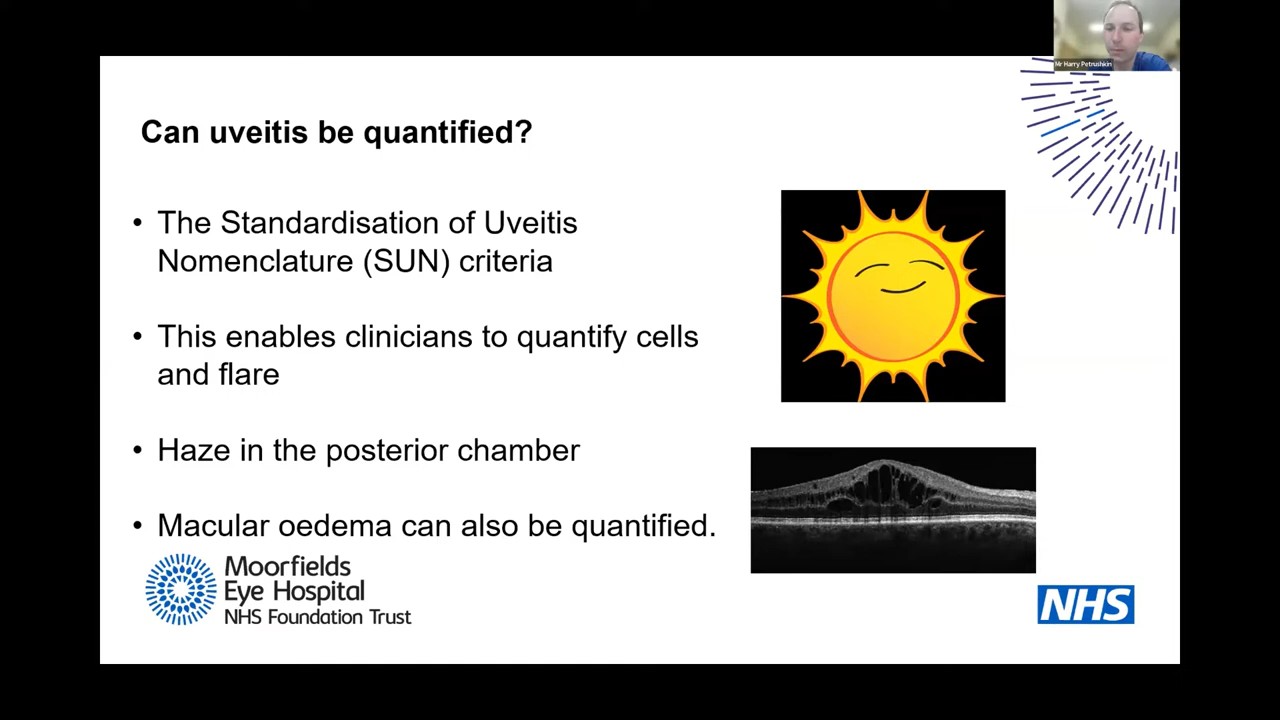 Mr Harry Petrushkin
Can uveitis be quantified?
• The Standardisation of Uveitis
Nomenclature (SUN) criteria
• This enables clinicians to quantify cells
and flare
• Haze in the posterior chamber
• Macular oedema can also be quantified.
Moorfields
Eye Hospital
NHS Foundation Trust
NHS